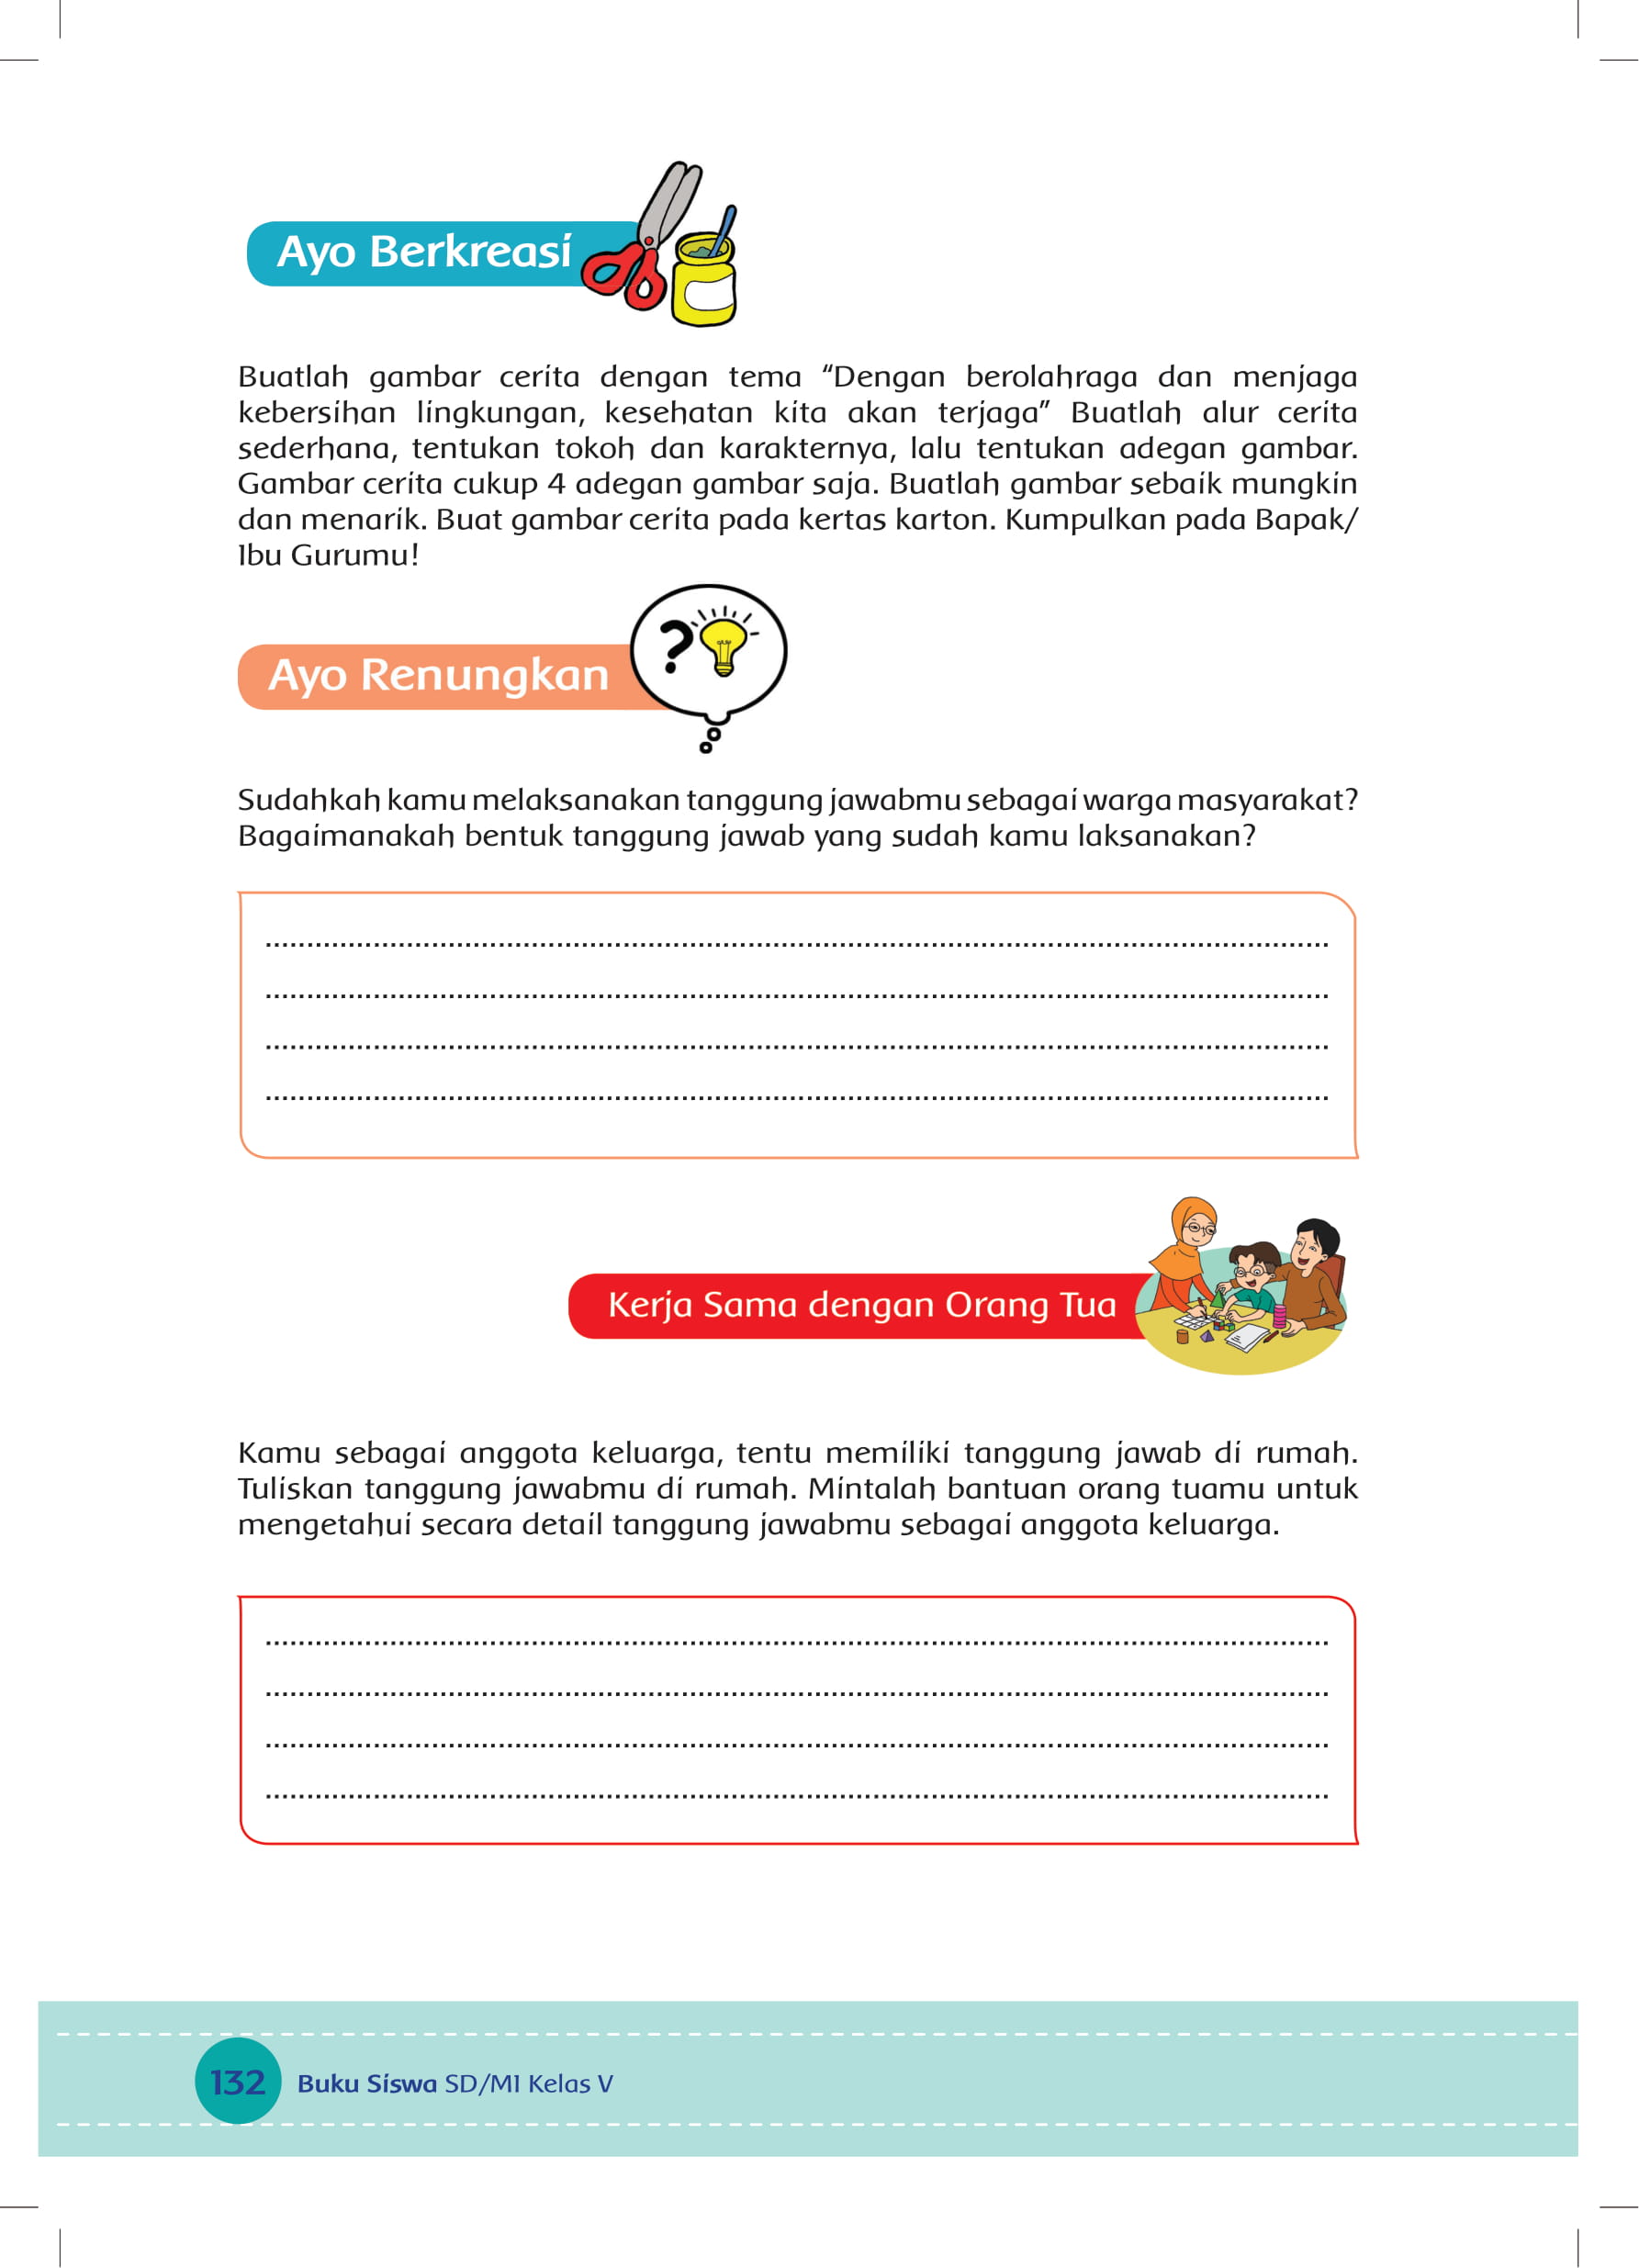 Ayo Berkreasi
Buatlah gambar cerita dengan tema “Dengan berolahraga dan menjaga
kebersihan lingkungan, kesehatan kita akan terjaga” Buatlah alur cerita
sederhana, tentukan tokoh dan karakternya, lalu tentukan adegan gambar.
Gambar cerita cukup 4 adegan gambar saja. Buatlah gambar sebaik mungkin
dan menarik. Buat gambar cerita pada kertas karton. Kumpulkan pada Bapak/
Ibu Gurumu!
?
Ayo Renungkan
Sudahkah kamu melaksanakan tanggung jawabmu sebagai warga masyarakat?
Bagaimanakah bentuk tanggung jawab yang sudah kamu laksanakan?
Kerja Sama dengan Orang Tua
Kamu sebagai anggota keluarga, tentu memiliki tanggung jawab di rumah.
Tuliskan tanggung jawabmu di rumah. Mintalah bantuan orang tuamu untuk
mengetahui secara detail tanggung jawabmu sebagai anggota keluarga.
132 Buku Siswa SD/MI Kelas V